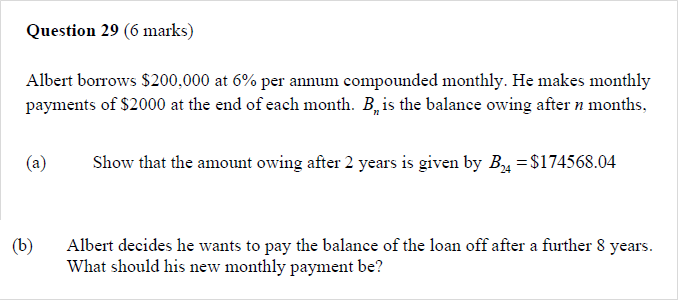 Question 29 (6 marks)
Albert borrows $200,000 at 6% per annum compounded monthly. He makes monthly
payments of $2000 at the end of each month. Bₙ is the balance owing after n months,
(a) Show that the amount owing after 2 years is given by B₂₄ = $174568.04
(b) Albert decides he wants to pay the balance of the loan off after a further 8 years.
What should his new monthly payment be?